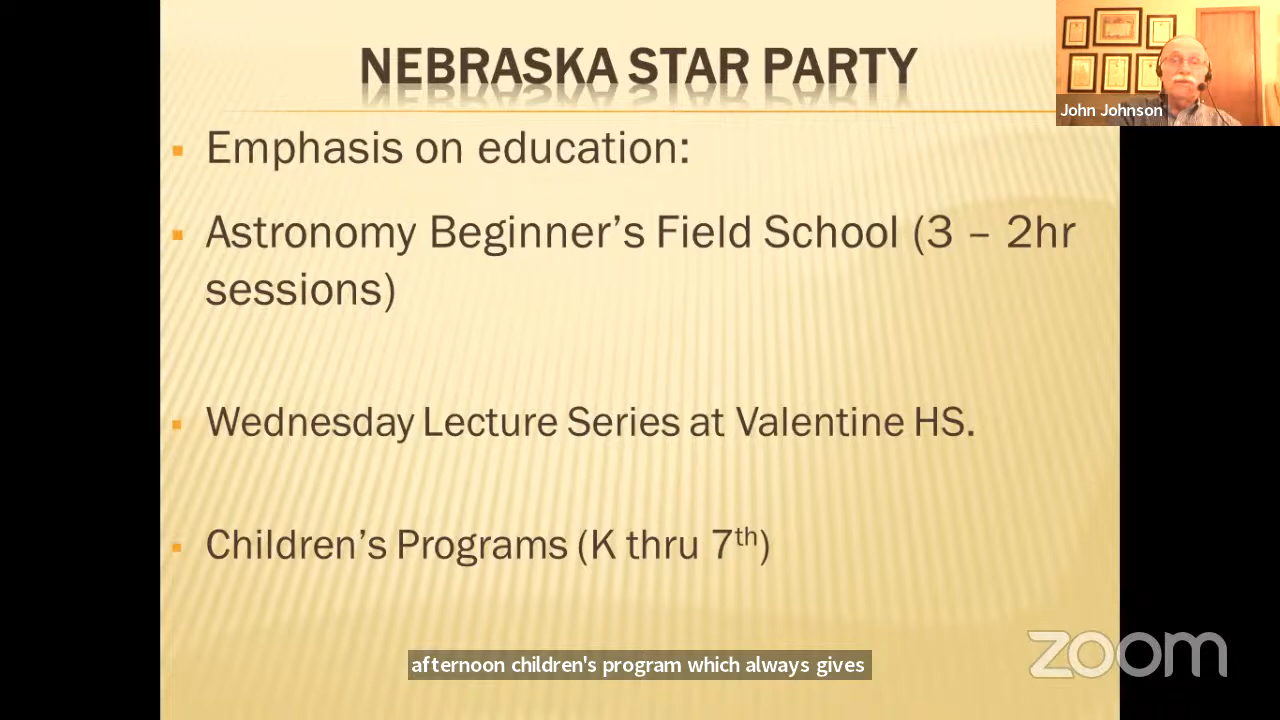 NEBRASKA STAR PARTY
John Johnson
▪ Emphasis on education:
▪ Astronomy Beginner’s Field School (3 – 2hr
sessions)
▪ Wednesday Lecture Series at Valentine HS.
▪ Children’s Programs (K thru 7th)
afternoon children's program which always gives
zoom